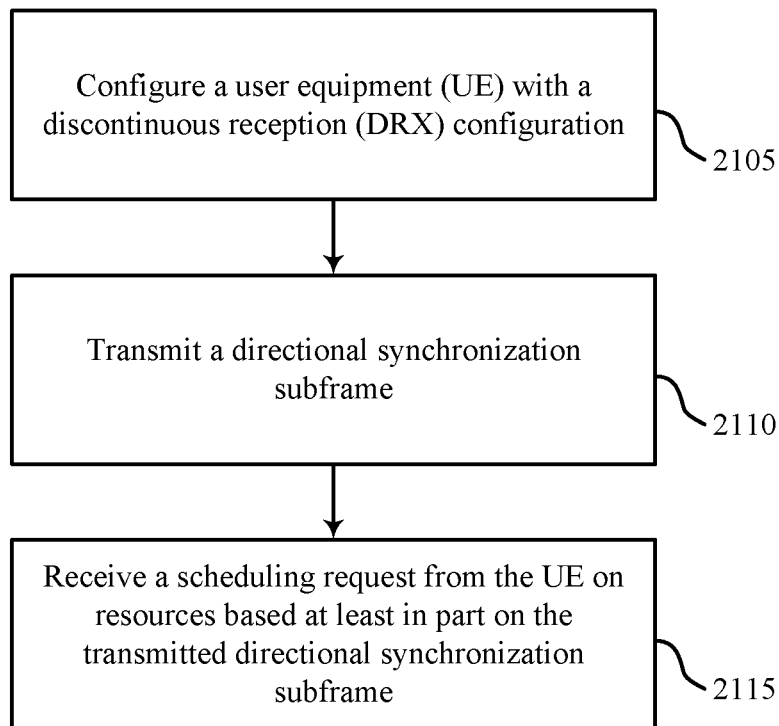 Configure a user equipment (UE) with a
discontinuous reception (DRX) configuration
2105
Transmit a directional synchronization
subframe
2110
Receive a scheduling request from the UE on
resources based at least in part on the
transmitted directional synchronization
subframe
2115